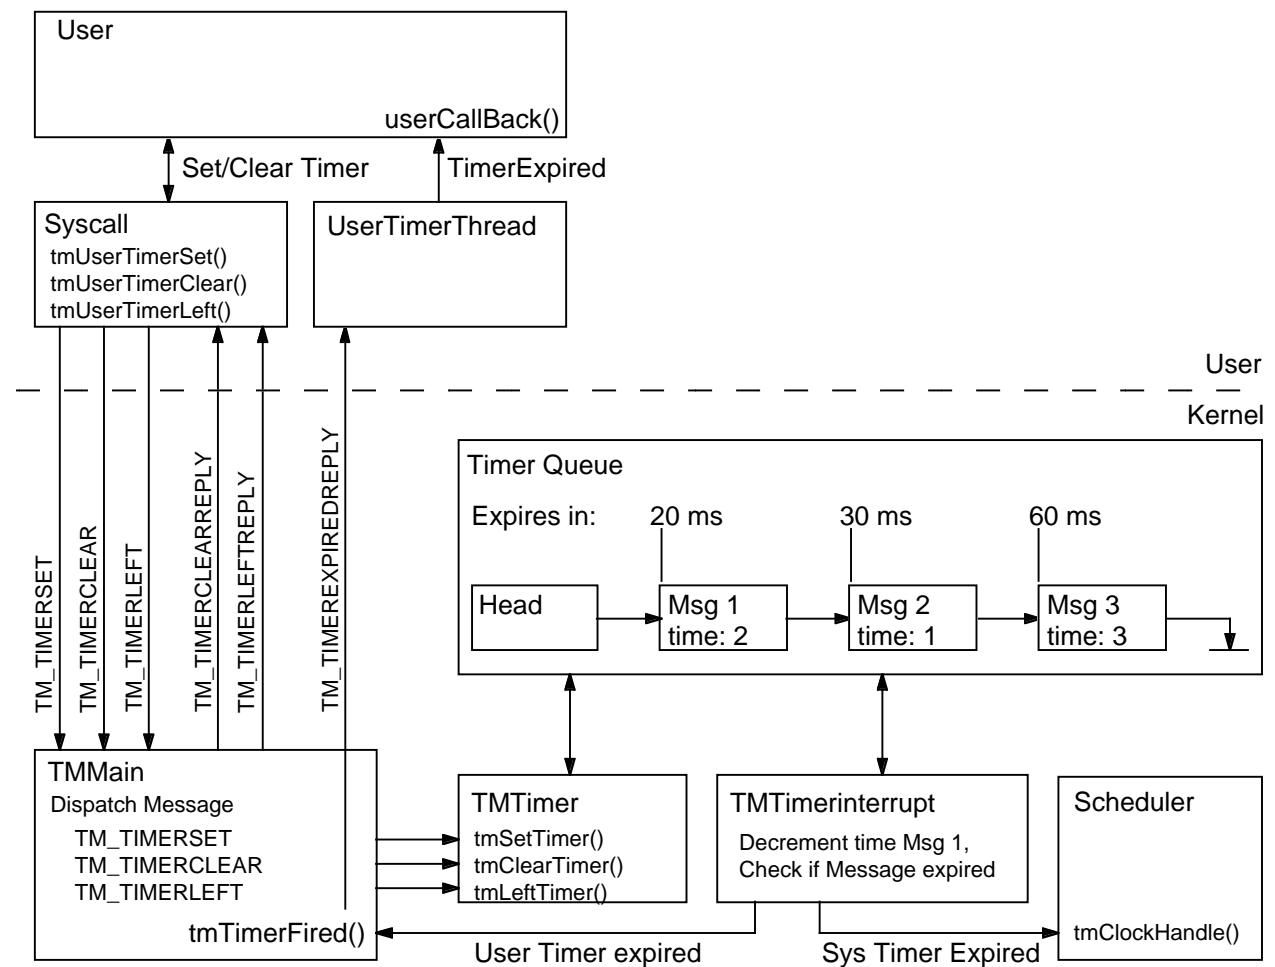 User
userCallBack()
Set/Clear Timer
TimerExpired
Syscall
tmUserTimerSet()
tmUserTimerClear()
tmUserTimerLeft()
UserTimerThread
User
Kernel
TM_TIMERSET
TM_TIMERCLEAR
TM_TIMERLEFT
TM_TIMERCLEARREPLY
TM_TIMERLEFTREPLY
TM_TIMEREXPIREDREPLY
Timer Queue
Expires in: 20 ms 30 ms 60 ms
Head
Msg 1
time: 2
Msg 2
time: 1
Msg 3
time: 3
TMMain
Dispatch Message
TM_TIMERSET
TM_TIMERCLEAR
TM_TIMERLEFT
tmTimerFired()
TMTimer
tmSetTimer()
tmClearTimer()
tmLeftTimer()
TMTimerinterrupt
Decrement time Msg 1,
Check if Message expired
Scheduler
tmClockHandle()
User Timer expired
Sys Timer Expired